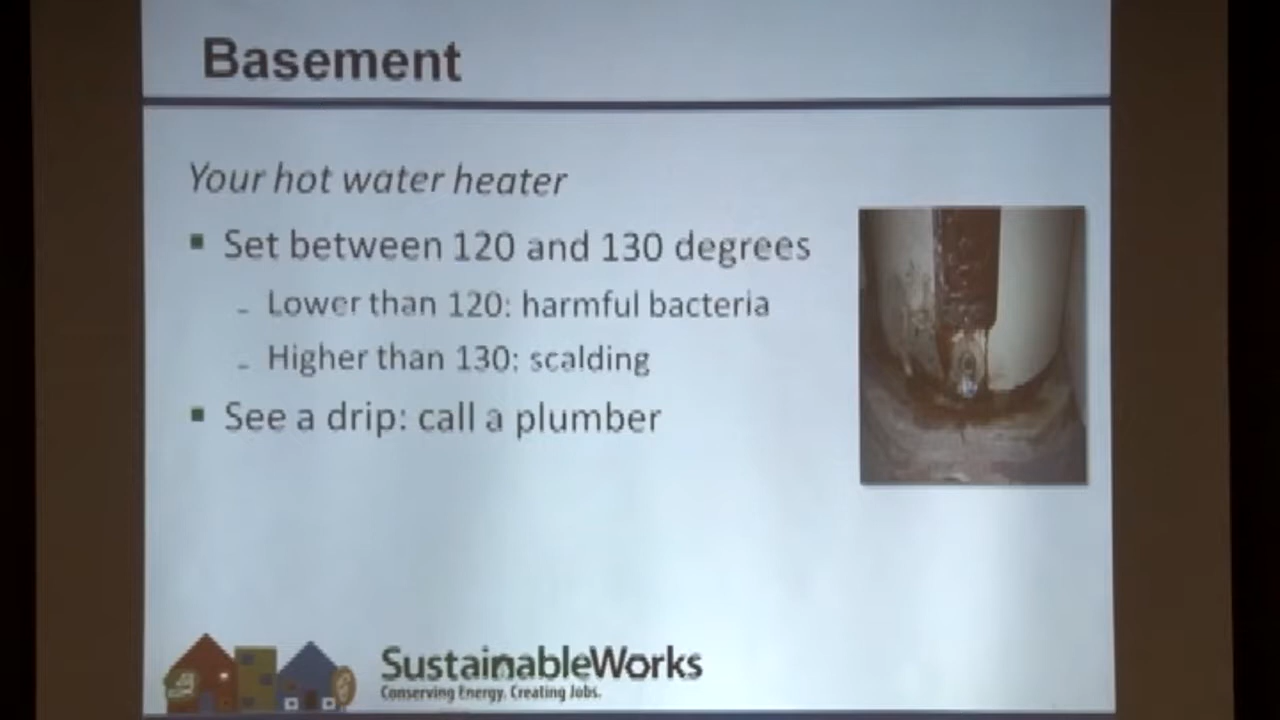 Basement
Your hot water heater
▪ Set between 120 and 130 degrees
- Lower than 120: harmful bacteria
- Higher than 130: scalding
▪ See a drip: call a plumber
SustainableWorks
Conserving Energy. Creating Jobs.